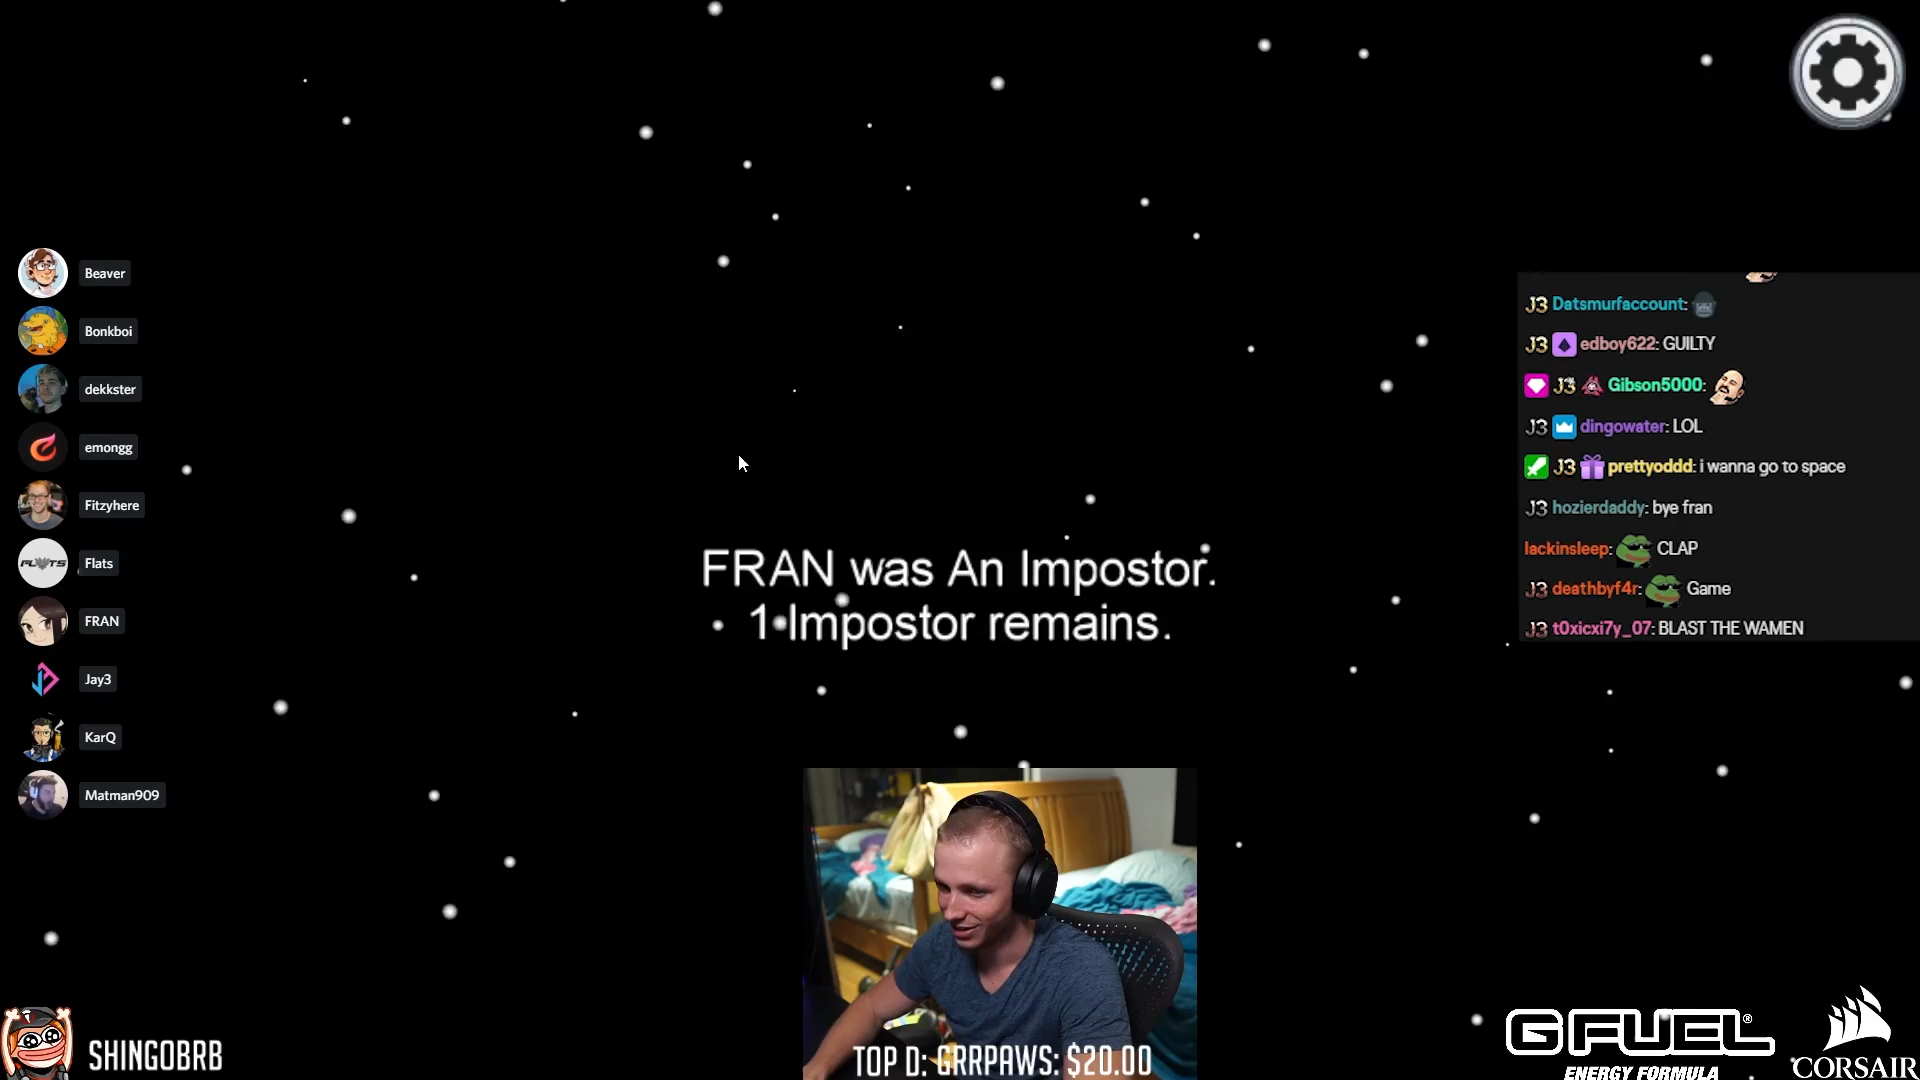 Beaver
Bonkboi
dekkster
emongg
Fitzyhere
FLATS
Flats
FRAN
Jay3
KarQ
Matman909
FRAN was An Impostor.
1 Impostor remains.
J3 Datsmurfaccount:
J3 edboy622: GUILTY
J3 Gibson5000:
J3 dingowater: LOL
J3 prettyoddd: i wanna go to space
J3 hozierdaddy: bye fran
lackinsleep: CLAP
J3 deathbyf4r: Game
J3 t0xicxi7y_07: BLAST THE WAMEN
SHINGOBRB
TOP D: GRRPAWS: $20.00
G FUEL®
ENERGY FORMULA
CORSAIR